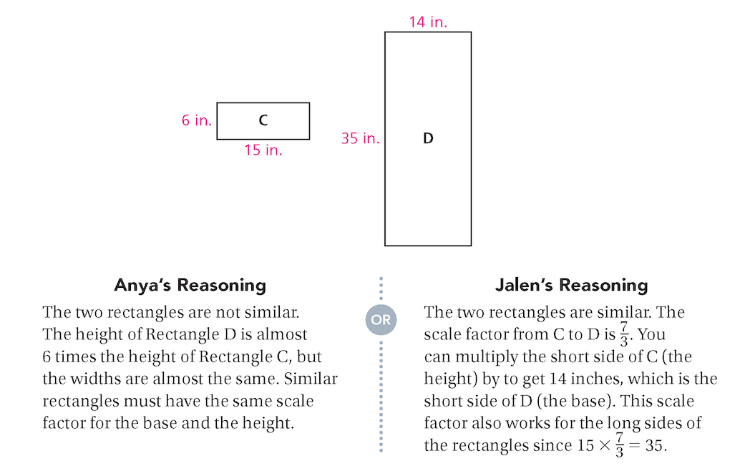 14 in.
6 in.
C
15 in.
35 in.
D
Anya's Reasoning
The two rectangles are not similar.
The height of Rectangle D is almost
6 times the height of Rectangle C, but
the widths are almost the same. Similar
rectangles must have the same scale
factor for the base and the height.
OR
Jalen's Reasoning
The two rectangles are similar. The
scale factor from C to D is 7/3. You
can multiply the short side of C (the
height) by to get 14 inches, which is the
short side of D (the base). This scale
factor also works for the long sides of
the rectangles since 15 × 7/3 = 35.